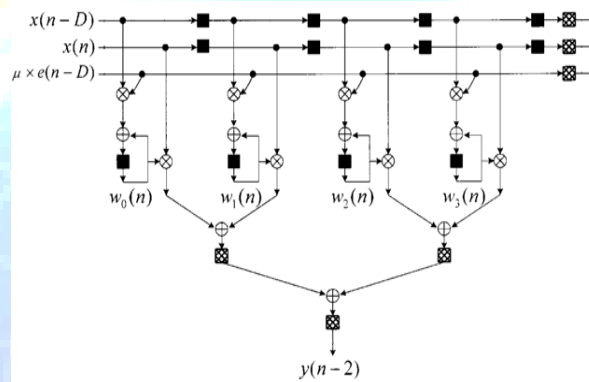 x(n−D)
x(n)
μ×e(n−D)
w₀(n) w₁(n) w₂(n) w₃(n)
y(n−2)